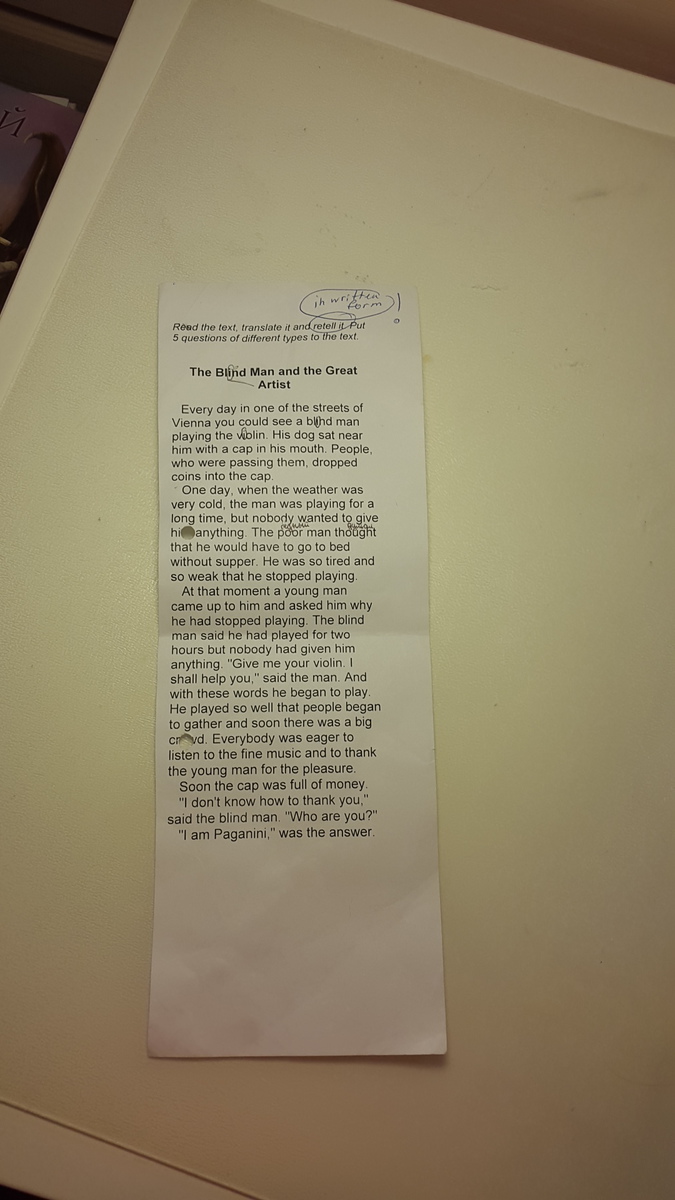 Й
in written
form !
Read the text, translate it and retell it. Put
5 questions of different types to the text.
The Blind Man and the Great
Artist
Every day in one of the streets of
Vienna you could see a blind man
playing the violin. His dog sat near
him with a cap in his mouth. People,
who were passing them, dropped
coins into the cap.
One day, when the weather was
very cold, the man was playing for a
long time, but nobody wanted to give
hi anything. The poor man thought
that he would have to go to bed
without supper. He was so tired and
so weak that he stopped playing.
At that moment a young man
came up to him and asked him why
he had stopped playing. The blind
man said he had played for two
hours but nobody had given him
anything. "Give me your violin. I
shall help you," said the man. And
with these words he began to play.
He played so well that people began
to gather and soon there was a big
crowd. Everybody was eager to
listen to the fine music and to thank
the young man for the pleasure.
Soon the cap was full of money.
"I don't know how to thank you,"
said the blind man. "Who are you?"
"I am Paganini," was the answer.